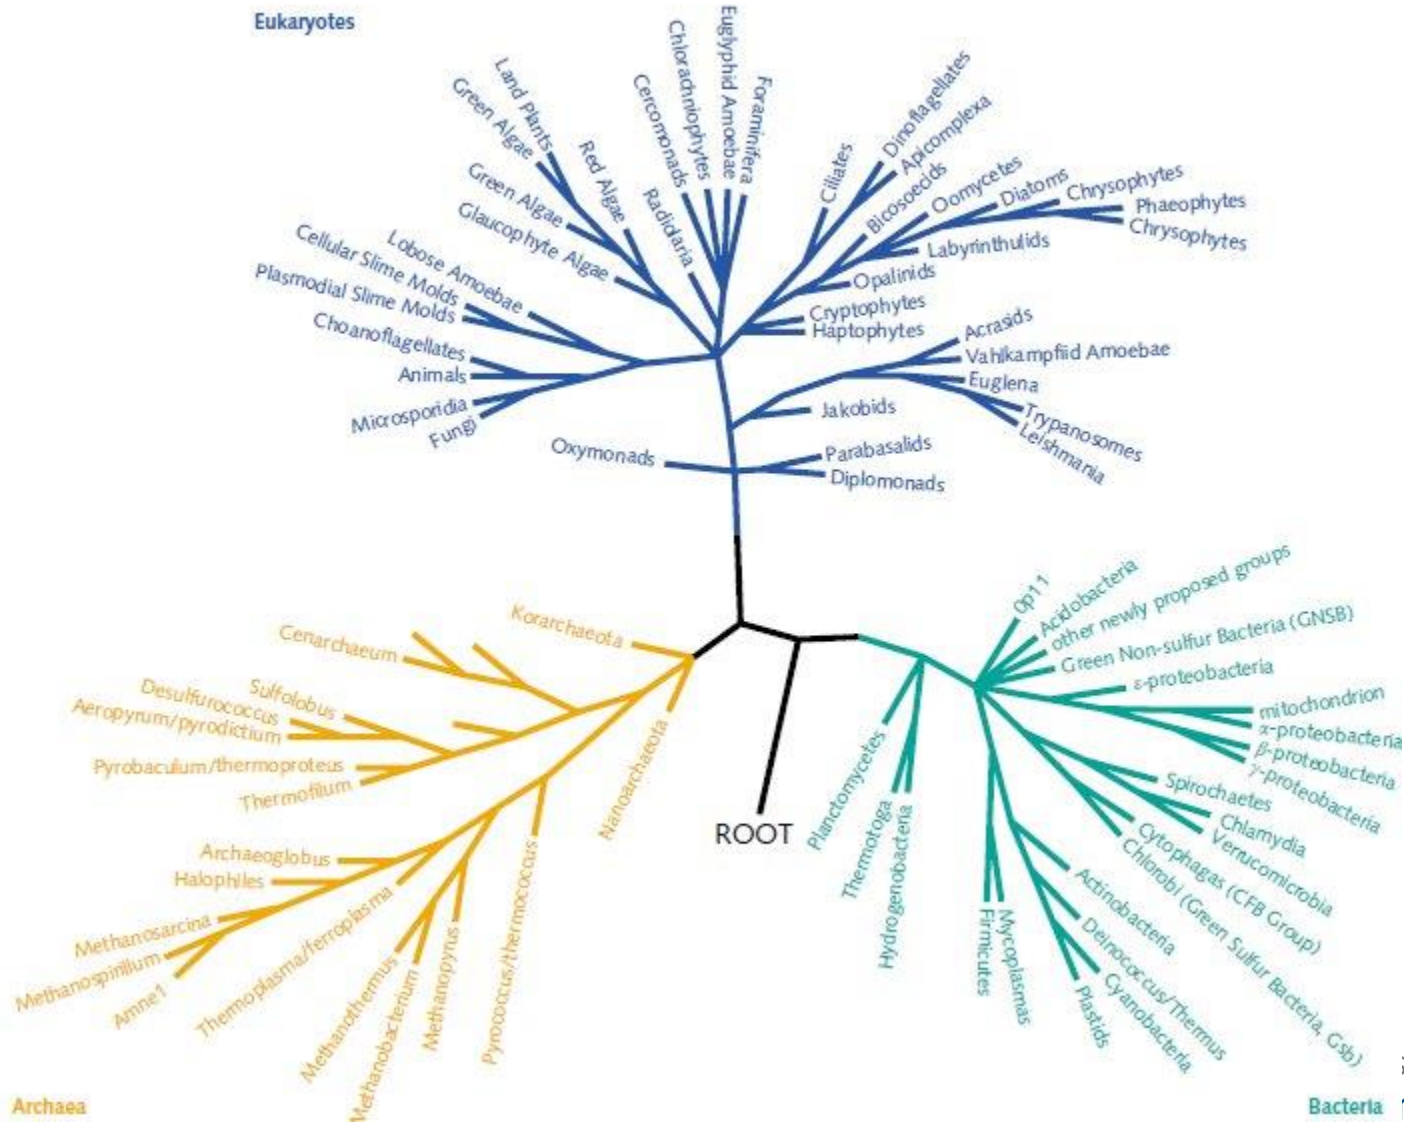 Eukaryotes
Land Plants
Green Algae
Red Algae
Green Algae
Glaucophyte Algae
Radidaria
Cercomonads
Chlorachniophytes
Euglyphid Amoebae
Foraminifera
Ciliates
Dinoflagellates
Apicomplexa
Bicosoecids
Oomycetes
Diatoms
Chrysophytes
Phaeophytes
Chrysophytes
Labyrinthulids
Opalinids
Cryptophytes
Haptophytes
Lobose Amoebae
Cellular Slime Molds
Plasmodial Slime Molds
Choanoflagellates
Animals
Microsporidia
Fungi
Acrasids
Vahlkampfiid Amoebae
Euglena
Trypanosomes
Leishmania
Jakobids
Oxymonads
Parabasalids
Diplomonads
Korarchaeota
Cenarchaeum
Sulfolobus
Desulfurococcus
Aeropyrum/pyrodictium
Pyrobaculum/thermoproteus
Thermofilum
Nanoarchaeota
Archaeoglobus
Halophiles
Methanosarcina
Methanospirillum
Amne1
Thermoplasma/ferroplasma
Methanothermus
Methanobacterium
Methanopyrus
Pyrococcus/thermococcus
ROOT
Op11
Acidobacteria
other newly proposed groups
Green Non-sulfur Bacteria (GNSB)
ε-proteobacteria
mitochondrion
α-proteobacteria
β-proteobacteria
γ-proteobacteria
Planctomycetes
Thermotoga
Hydrogenobacteria
Spirochaetes
Chlamydia
Verrucomicrobia
Cytophagas (CFB Group)
Chlorobi (Green Sulfur Bacteria, Gsb)
Actinobacteria
Deinococcus/Thermus
Cyanobacteria
Plastids
Mycoplasmas
Firmicutes
Archaea
Bacteria